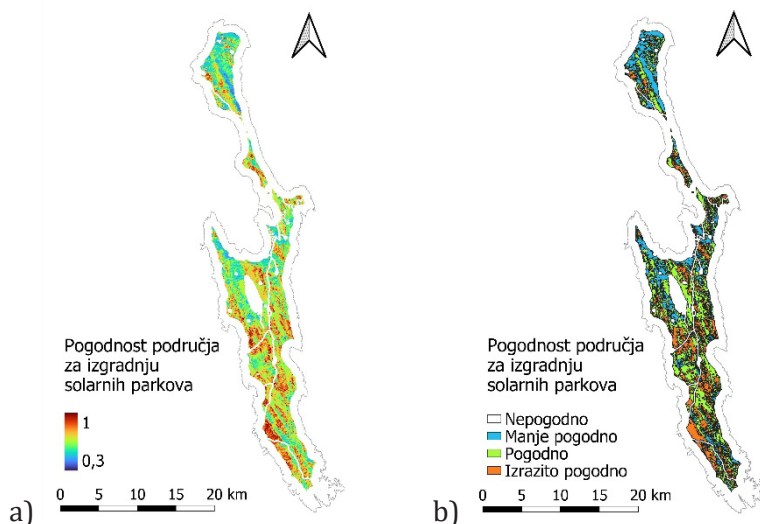 Pogodnost područja
za izgradnju
solarnih parkova
1
0,3
a)
0 5 10 15 20 km
Pogodnost područja
za izgradnju
solarnih parkova
Nepogodno
Manje pogodno
Pogodno
Izrazito pogodno
b)
0 5 10 15 20 km